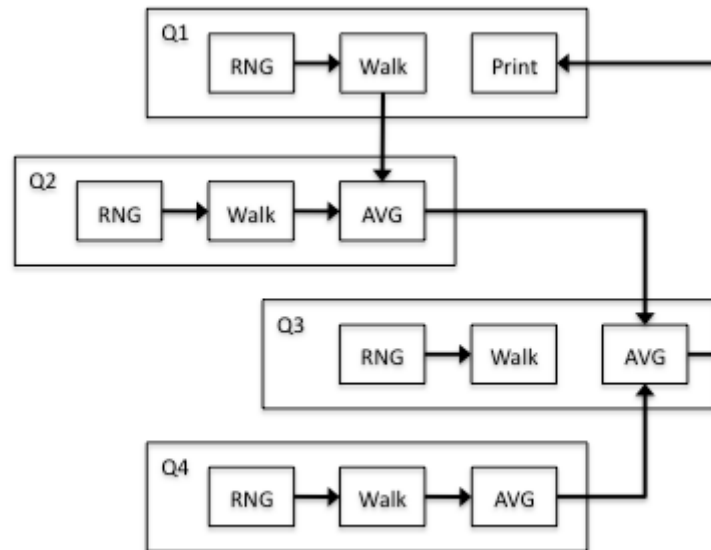 Q1
RNG Walk Print
Q2
RNG Walk AVG
Q3
RNG Walk AVG
Q4
RNG Walk AVG